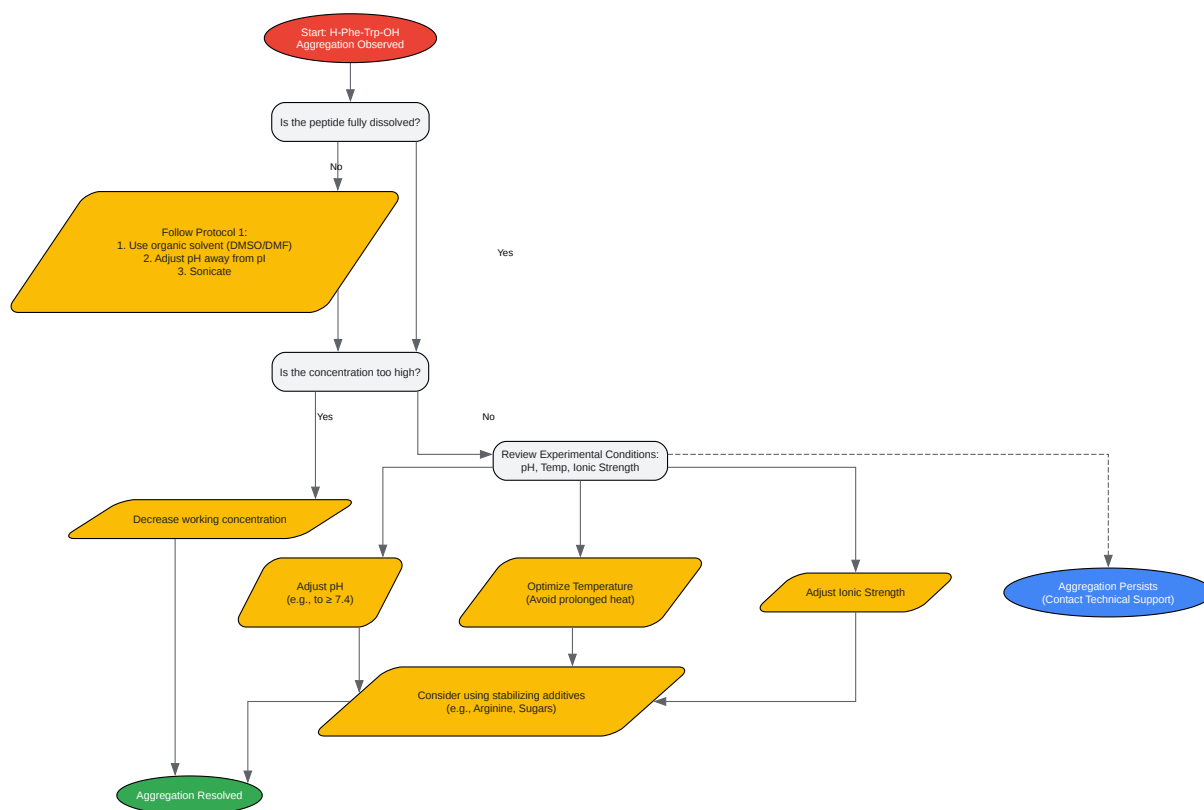 Start: H-Phe-Trp-OH
Aggregation Observed
Is the peptide fully dissolved?
No
Follow Protocol 1:
1. Use organic solvent (DMSO/DMF)
2. Adjust pH away from pI
3. Sonicate
Yes
Is the concentration too high?
Yes
No
Review Experimental Conditions:
pH, Temp, Ionic Strength
Decrease working concentration
Adjust pH
(e.g., to ≥ 7.4)
Optimize Temperature
(Avoid prolonged heat)
Adjust Ionic Strength
Aggregation Persists
(Contact Technical Support)
Consider using stabilizing additives
(e.g., Arginine, Sugars)
Aggregation Resolved